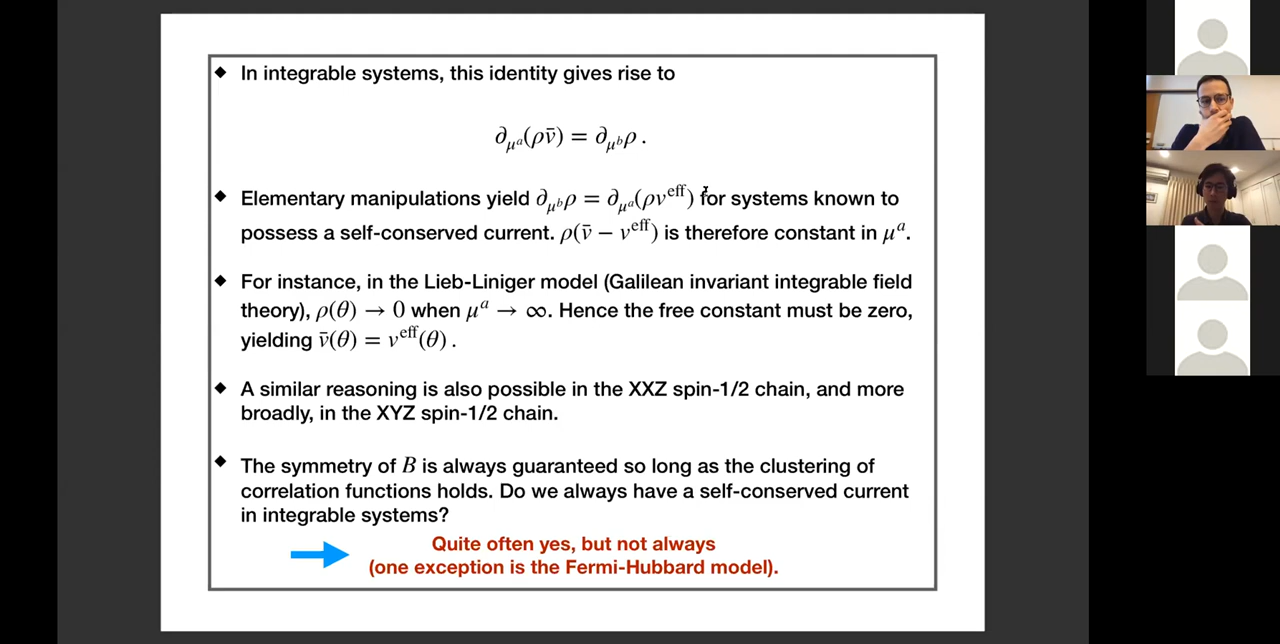 ◆ In integrable systems, this identity gives rise to
∂_{μ^a}(ρv̄) = ∂_{μ^b}ρ .
◆ Elementary manipulations yield ∂_{μ^b}ρ = ∂_{μ^a}(ρv^{eff}) for systems known to
possess a self-conserved current. ρ(v̄ − v^{eff}) is therefore constant in μ^a.
◆ For instance, in the Lieb-Liniger model (Galilean invariant integrable field
theory), ρ(θ) → 0 when μ^a → ∞. Hence the free constant must be zero,
yielding v̄(θ) = v^{eff}(θ) .
◆ A similar reasoning is also possible in the XXZ spin-1/2 chain, and more
broadly, in the XYZ spin-1/2 chain.
◆ The symmetry of B is always guaranteed so long as the clustering of
correlation functions holds. Do we always have a self-conserved current
in integrable systems?
Quite often yes, but not always
(one exception is the Fermi-Hubbard model).